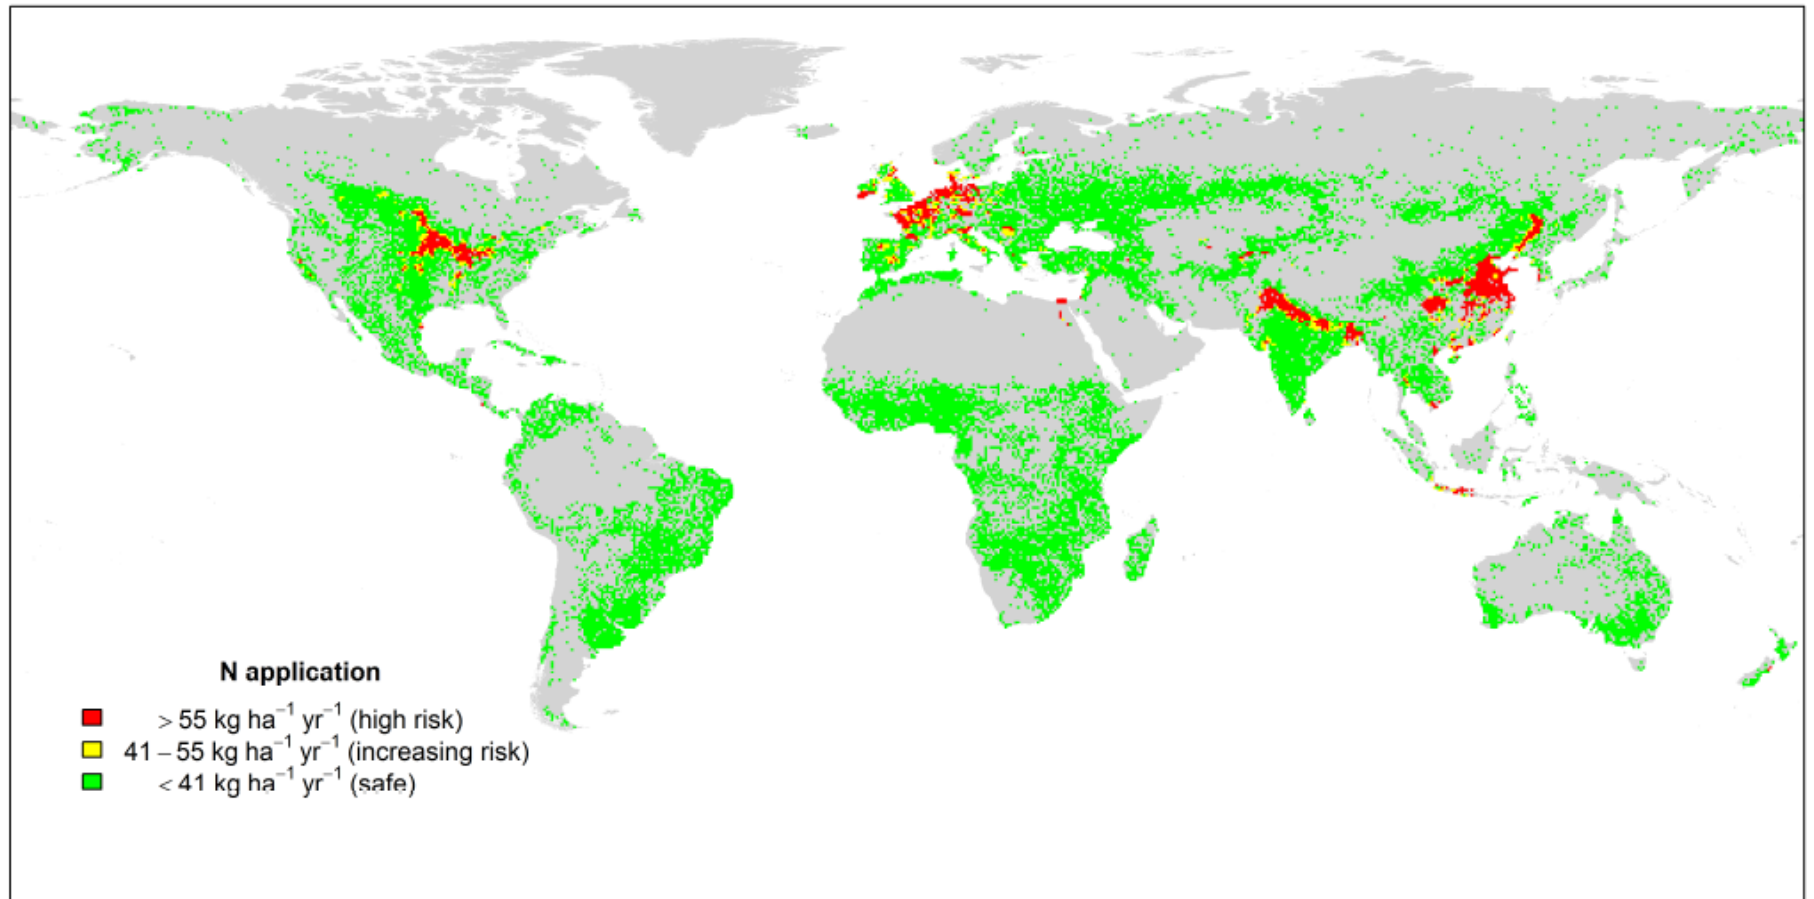 N application
> 55 kg ha⁻¹ yr⁻¹ (high risk)
41 – 55 kg ha⁻¹ yr⁻¹ (increasing risk)
< 41 kg ha⁻¹ yr⁻¹ (safe)